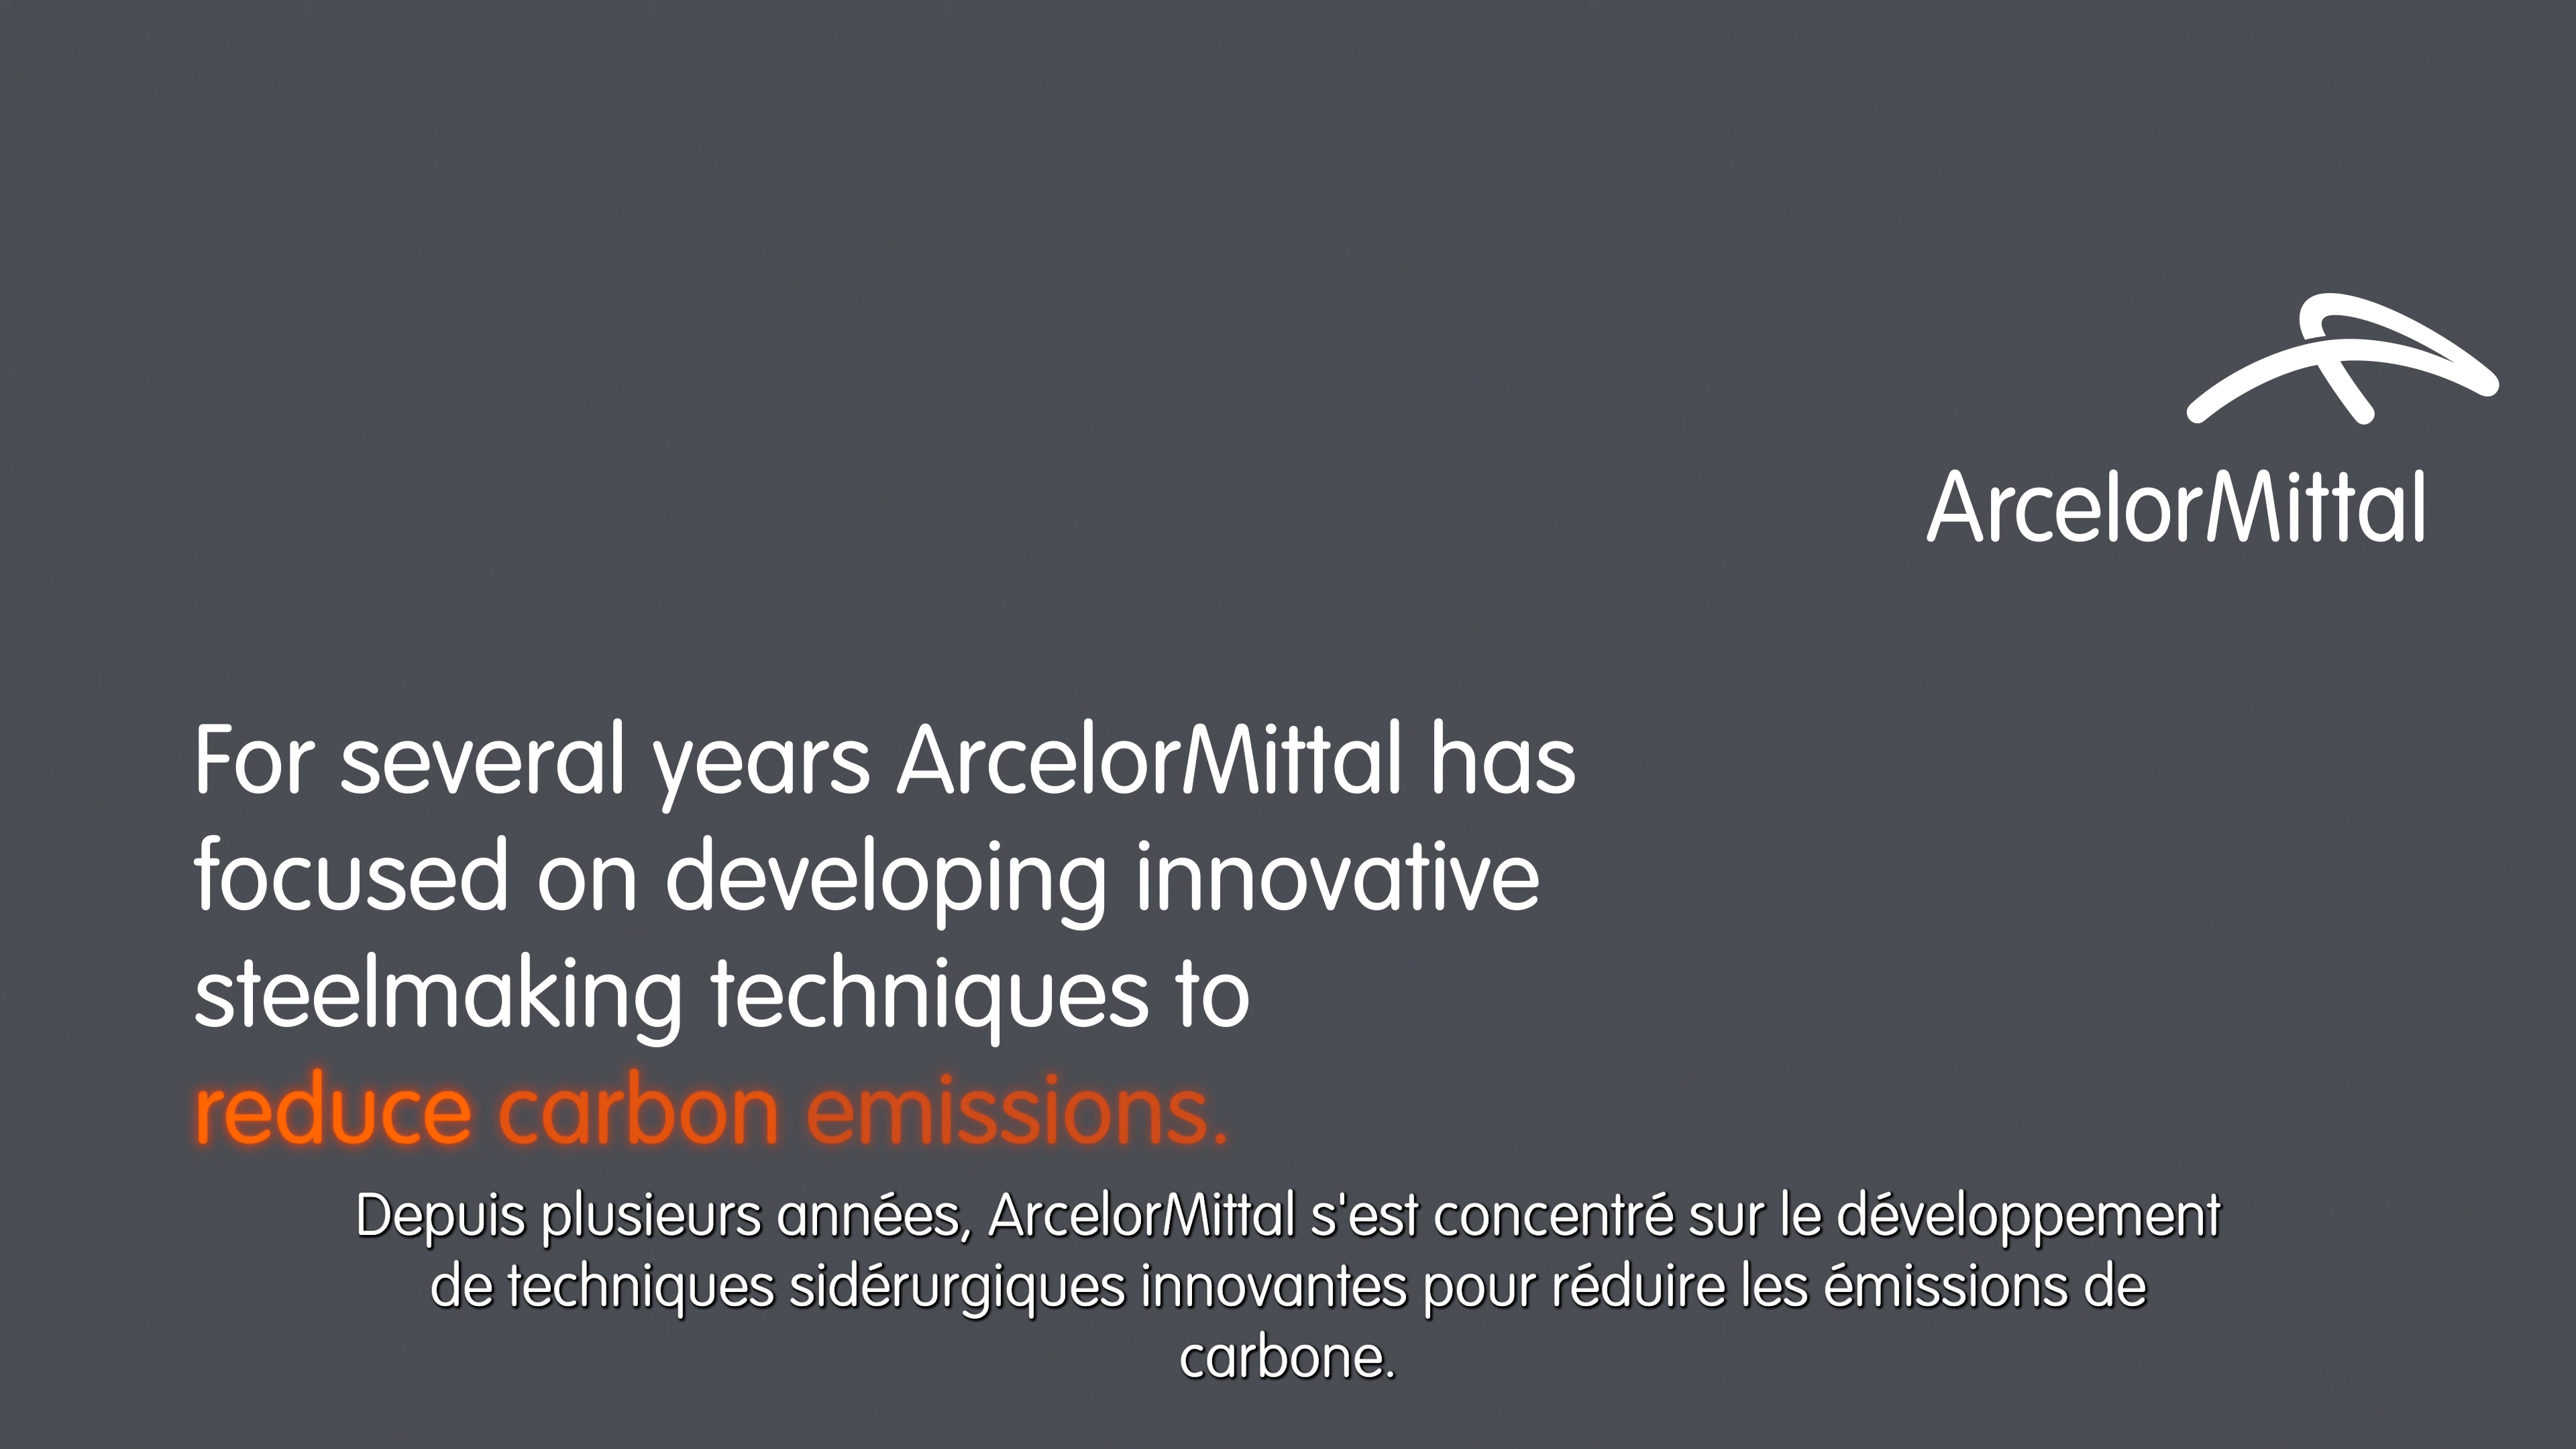 ArcelorMittal
For several years ArcelorMittal has
focused on developing innovative
steelmaking techniques to
reduce carbon emissions.
Depuis plusieurs années, ArcelorMittal s'est concentré sur le développement
de techniques sidérurgiques innovantes pour réduire les émissions de
carbone.